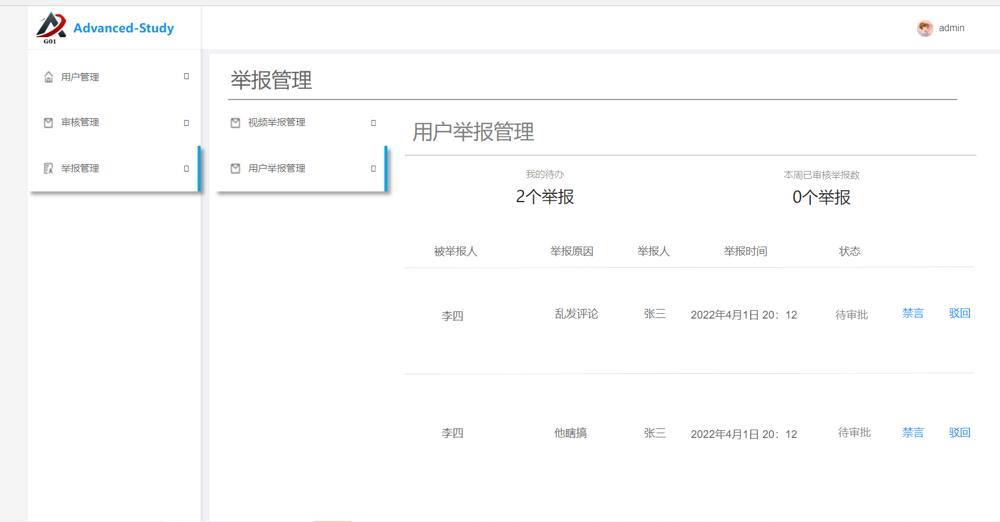 G01
Advanced-Study
admin
用户管理
审核管理
举报管理
举报管理
视频举报管理
用户举报管理
用户举报管理
我的待办
2个举报
本周已审核举报数
0个举报
被举报人 举报原因 举报人 举报时间 状态
李四 乱发评论 张三 2022年4月1日 20：12 待审批 禁言 驳回
李四 他瞎搞 张三 2022年4月1日 20：12 待审批 禁言 驳回